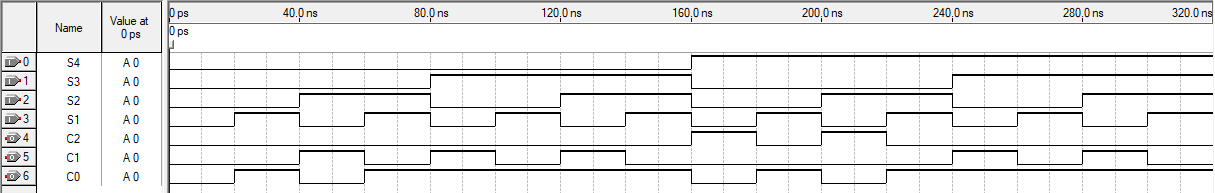 Name Value at 0 ps 0 ps 40.0 ns 80.0 ns 120.0 ns 160.0 ns 200.0 ns 240.0 ns 280.0 ns 320.0 ns
0 ps
0 S4 A 0
1 S3 A 0
2 S2 A 0
3 S1 A 0
4 C2 A 0
5 C1 A 0
6 C0 A 0